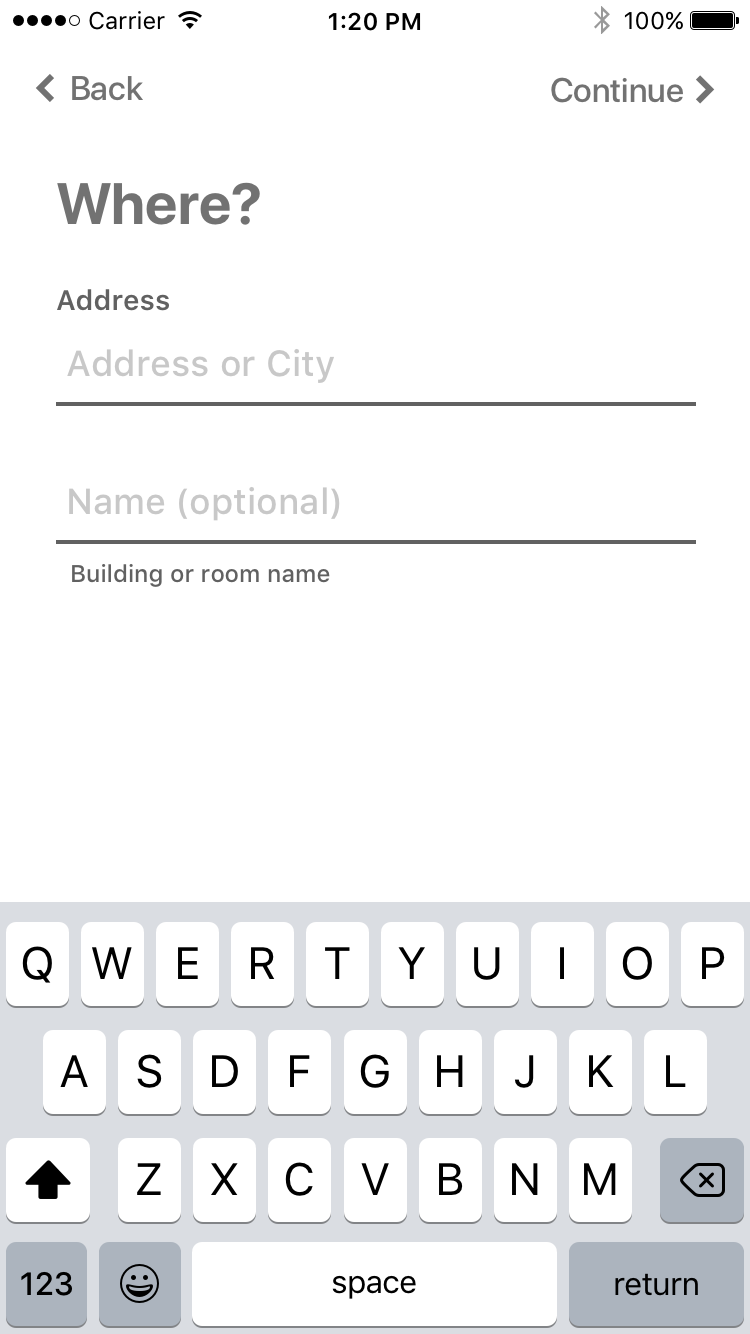 Carrier 1:20 PM 100%
Back Continue
Where?
Address
Address or City
Name (optional)
Building or room name
Q W E R T Y U I O P
A S D F G H J K L
Z X C V B N M
123 space return